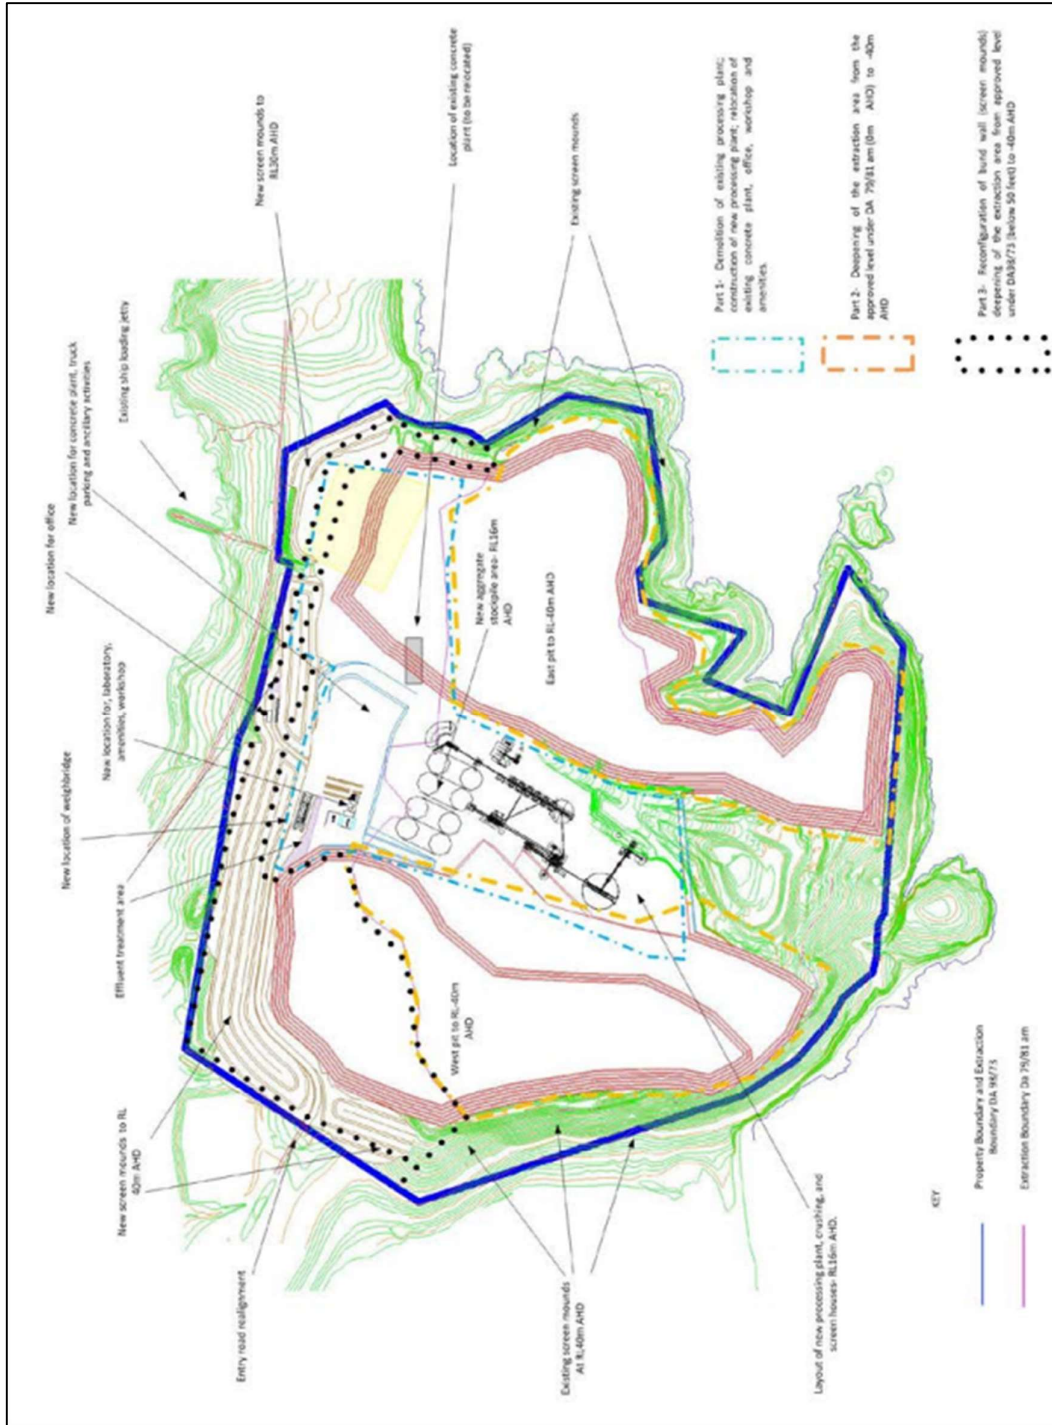 New screen mounds to
RL30m AHD
Location of existing concrete
plant (to be relocated)
Existing screen mounds
Part 1- Demolition of existing processing plant;
construction of new processing plant; relocation of
existing concrete plant, office, workshop and
amenities.
Part 2- Deepening of the extraction area from the
approved level under DA 79/81 am (0m AHD) to -40m
AHD
Part 3- Reconfiguration of bund wall (screen mounds)
deepening of the extraction area from approved level
under DA98/73 (below 50 feet) to -40m AHD
Existing ship loading jetty
New location for concrete plant, truck
parking and ancillary activities
New location for office
New location for, laboratory,
amenities, workshop
New location of weighbridge
Effluent treatment area
New aggregate
stockpile area- RL16m
AHD
East pit to RL-40m AHD
West pit to RL-40m
AHD
New screen mounds to RL
40m AHD
Entry road realignment
Existing screen mounds
At RL40m AHD
Layout of new processing plant, crushing, and
screen houses- RL16m AHD.
KEY
Property Boundary and Extraction
Boundary DA 98/73
Extraction Boundary Da 79/81 am